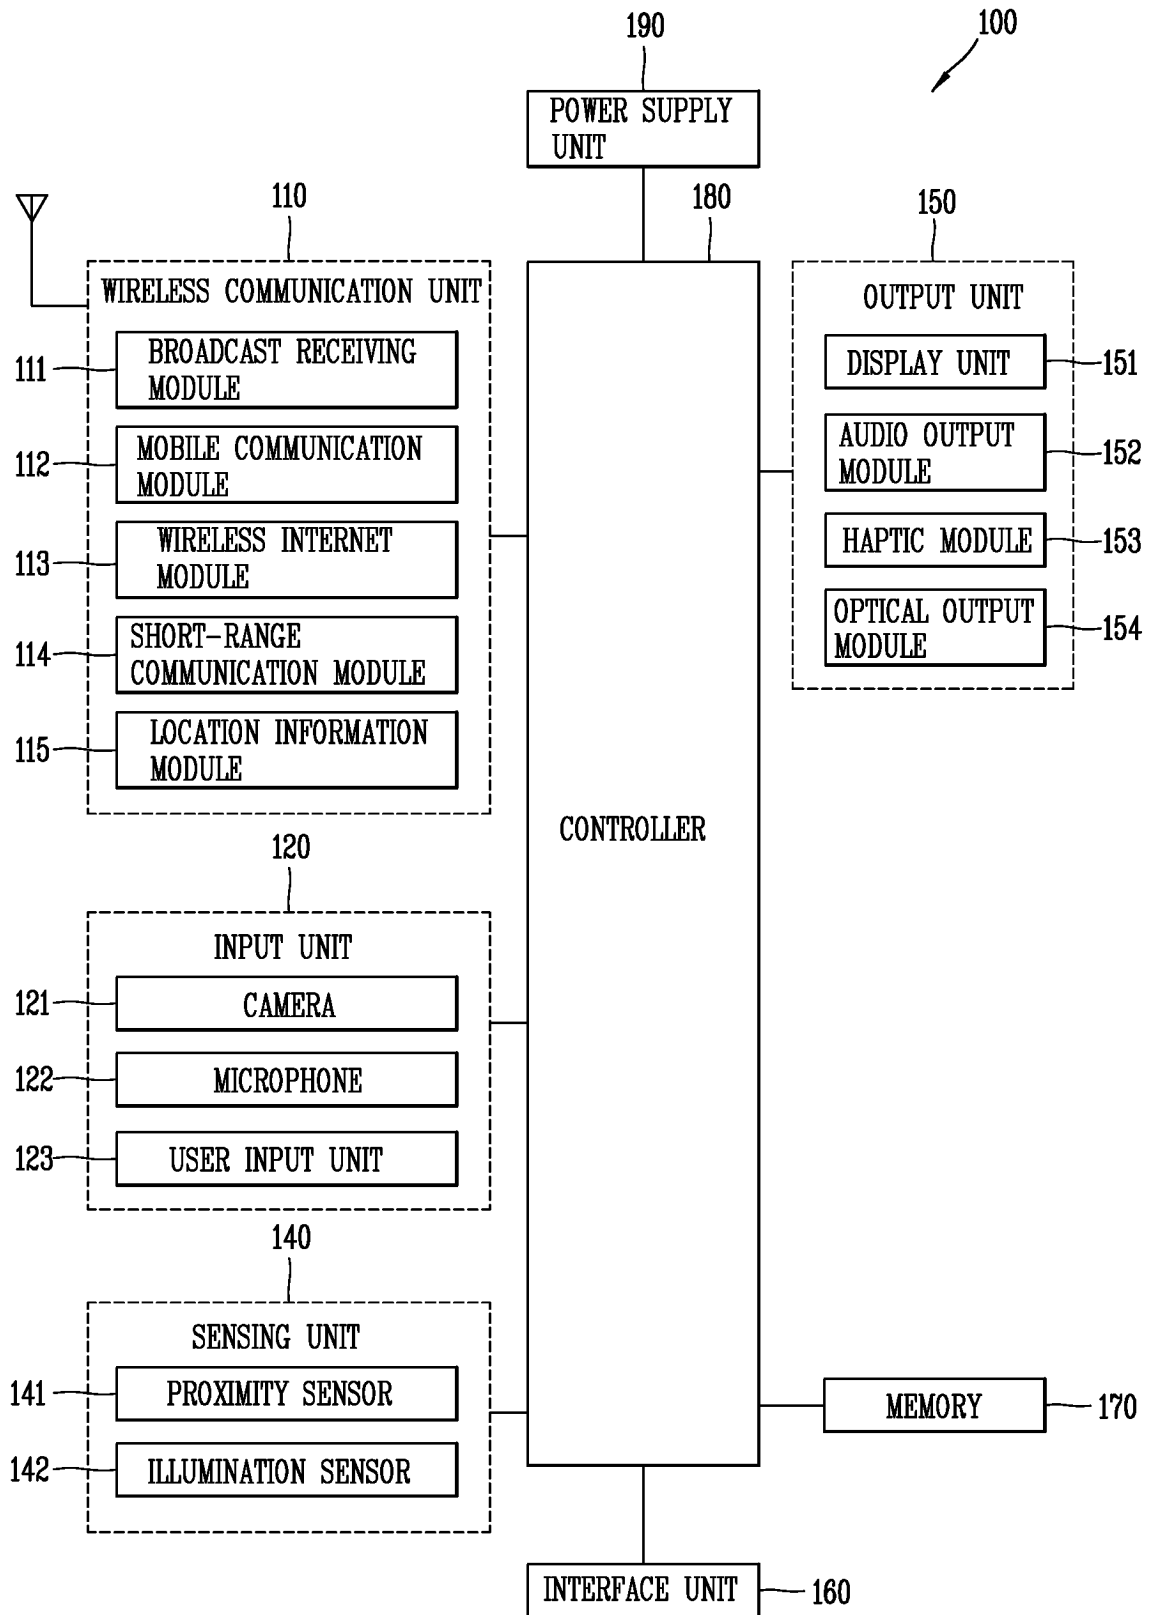 190
100
POWER SUPPLY
UNIT
110
180
150
WIRELESS COMMUNICATION UNIT
111
BROADCAST RECEIVING
MODULE
112
MOBILE COMMUNICATION
MODULE
113
WIRELESS INTERNET
MODULE
114
SHORT-RANGE
COMMUNICATION MODULE
115
LOCATION INFORMATION
MODULE
OUTPUT UNIT
DISPLAY UNIT
151
AUDIO OUTPUT
MODULE
152
HAPTIC MODULE
153
OPTICAL OUTPUT
MODULE
154
CONTROLLER
120
INPUT UNIT
121
CAMERA
122
MICROPHONE
123
USER INPUT UNIT
140
SENSING UNIT
141
PROXIMITY SENSOR
142
ILLUMINATION SENSOR
MEMORY
170
INTERFACE UNIT
160